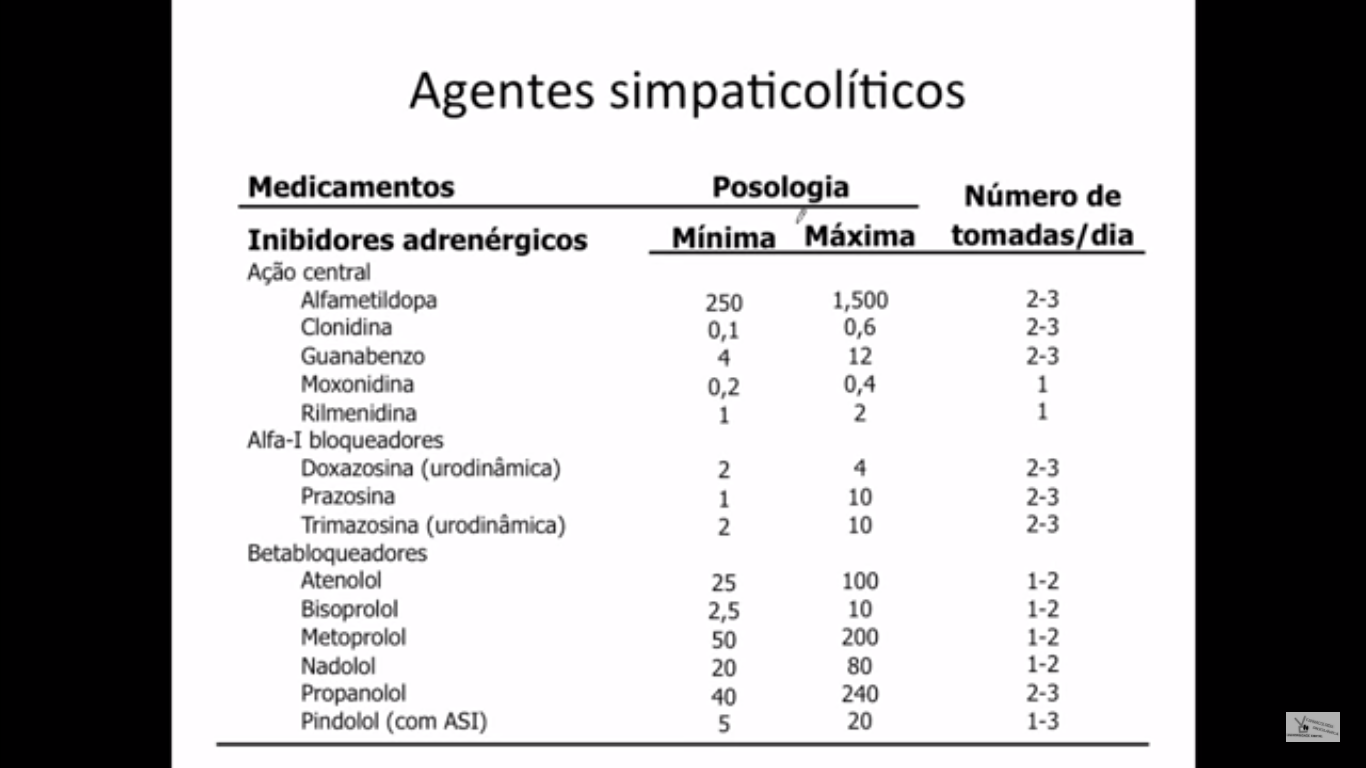 Agentes simpaticolíticos
Medicamentos Posologia Número de tomadas/dia
Inibidores adrenérgicos Mínima Máxima
Ação central
Alfametildopa 250 1,500 2-3
Clonidina 0,1 0,6 2-3
Guanabenzo 4 12 2-3
Moxonidina 0,2 0,4 1
Rilmenidina 1 2 1
Alfa-I bloqueadores
Doxazosina (urodinâmica) 2 4 2-3
Prazosina 1 10 2-3
Trimazosina (urodinâmica) 2 10 2-3
Betabloqueadores
Atenolol 25 100 1-2
Bisoprolol 2,5 10 1-2
Metoprolol 50 200 1-2
Nadolol 20 80 1-2
Propanolol 40 240 2-3
Pindolol (com ASI) 5 20 1-3